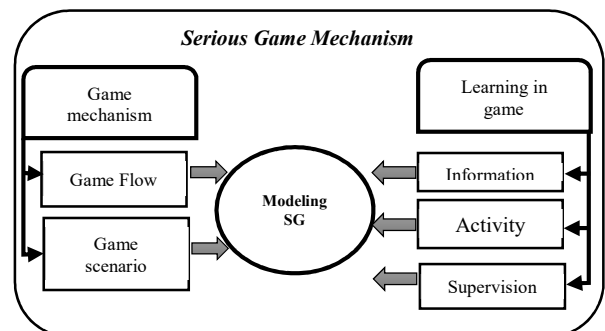 Serious Game Mechanism
Game
mechanism
Game Flow
Game
scenario
Modeling
SG
Learning in
game
Information
Activity
Supervision